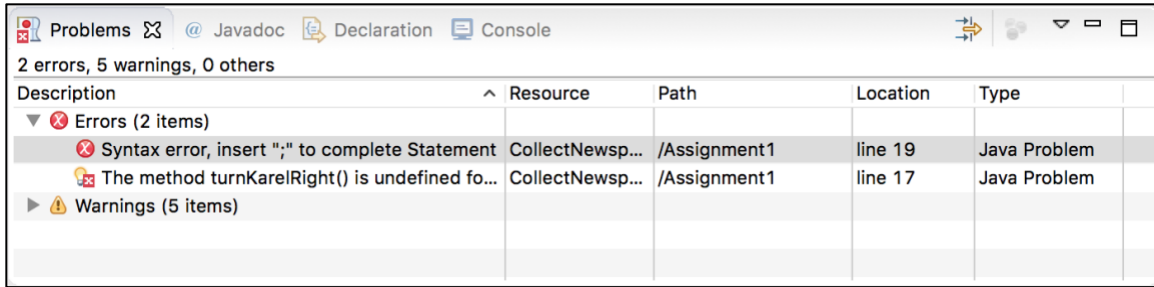 Problems @ Javadoc Declaration Console
2 errors, 5 warnings, 0 others
Description Resource Path Location Type
Errors (2 items)
Syntax error, insert ";" to complete Statement CollectNewsp... /Assignment1 line 19 Java Problem
The method turnKarelRight() is undefined fo... CollectNewsp... /Assignment1 line 17 Java Problem
Warnings (5 items)